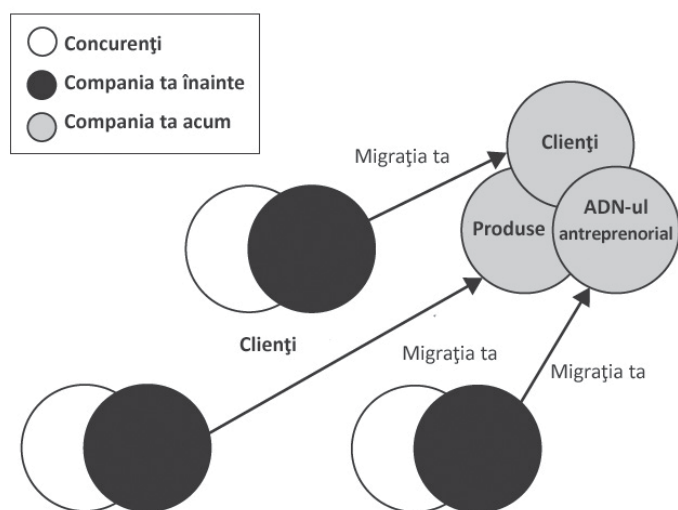 Concurenţi
Compania ta înainte
Compania ta acum
Migraţia ta
Clienţi
Produse
ADN-ul
antreprenorial
Clienţi
Migraţia ta
Migraţia ta